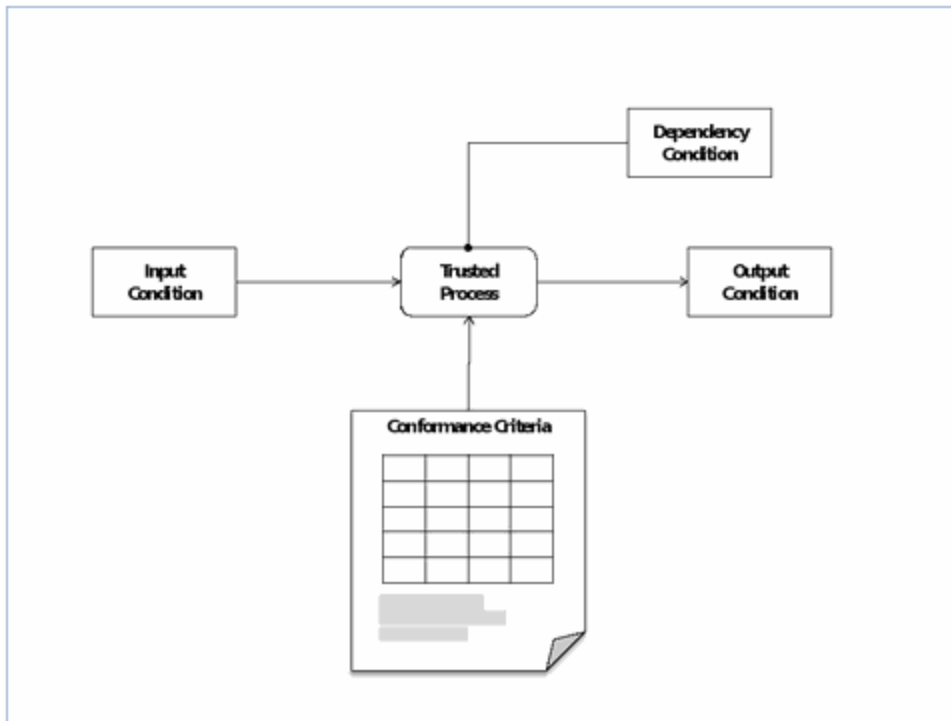 Dependency
Condition
Input
Condition
Trusted
Process
Output
Condition
Conformance Criteria